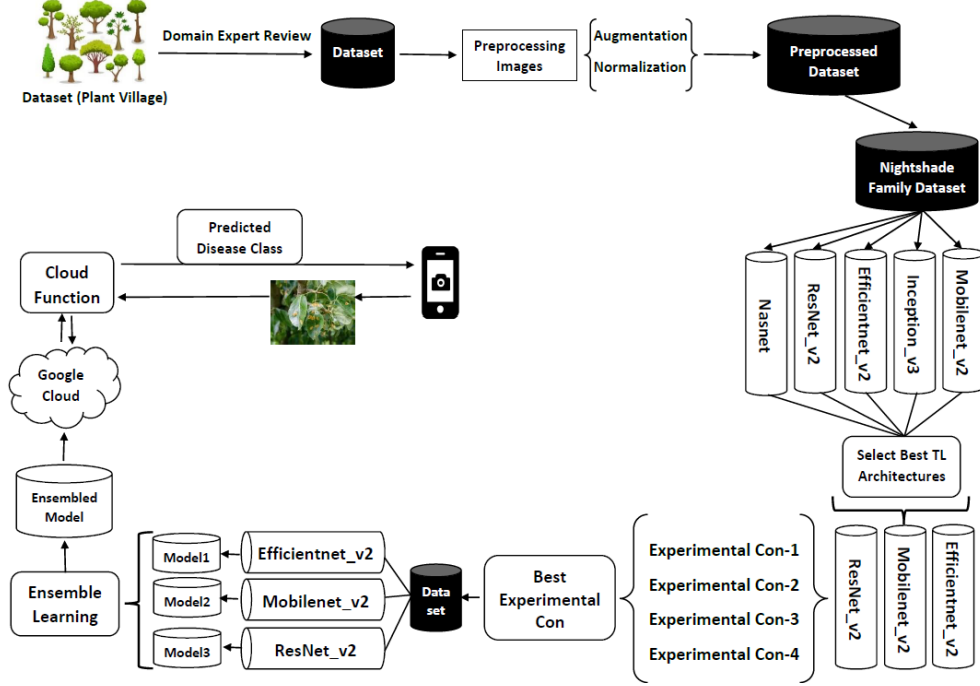 Dataset (Plant Village)
Domain Expert Review
Dataset
Preprocessing
Images
Augmentation
Normalization
Preprocessed
Dataset
Nightshade
Family Dataset
Nasnet
ResNet_v2
Efficientnet_v2
Inception_v3
Mobilenet_v2
Select Best TL
Architectures
ResNet_v2
Mobilenet_v2
Efficientnet_v2
Experimental Con-1
Experimental Con-2
Experimental Con-3
Experimental Con-4
Best
Experimental
Con
Data
set
Efficientnet_v2
Mobilenet_v2
ResNet_v2
Model1
Model2
Model3
Ensemble
Learning
Ensembled
Model
Google
Cloud
Cloud
Function
Predicted
Disease Class